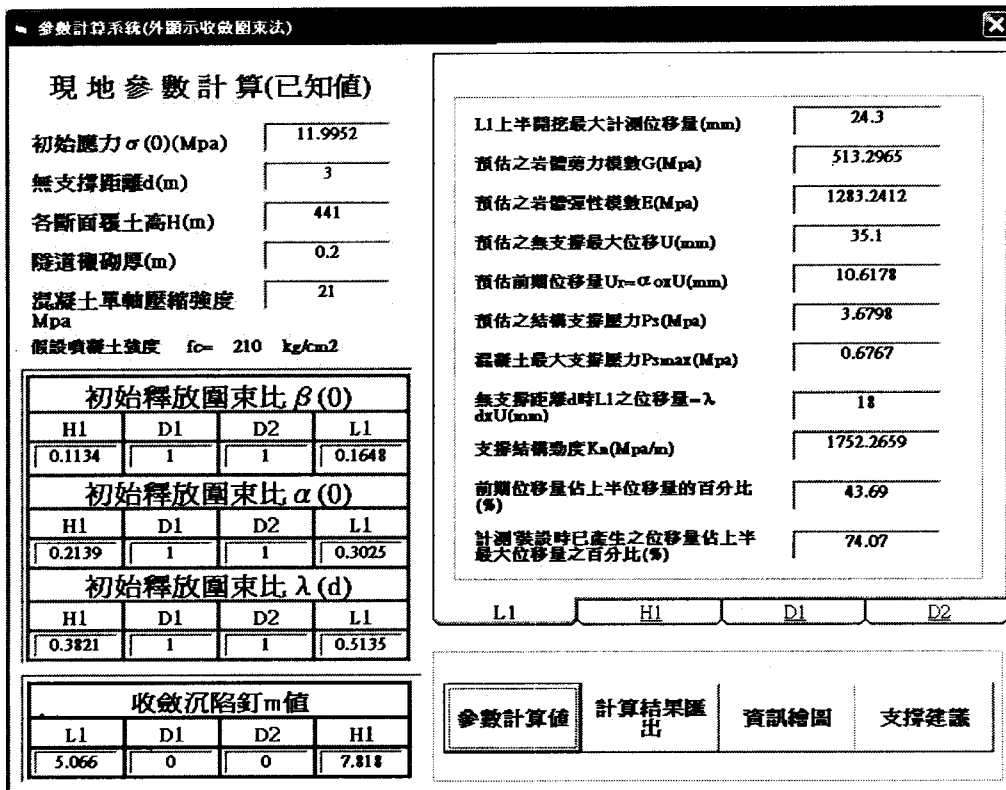 參數計算系統(外顯示收斂圍束法)
現地參數計算(已知值)
初始應力σ(0)(Mpa) 11.9952
無支撐距離d(m) 3
各斷面覆土高H(m) 441
隧道襯砌厚(m) 0.2
混凝土單軸壓縮強度 21
Mpa
假設噴凝土強度 fc= 210 kg/cm2
初始釋放圍束比β(0)
H1 D1 D2 L1
0.1134 1 1 0.1648
初始釋放圍束比α(0)
H1 D1 D2 L1
0.2139 1 1 0.3025
初始釋放圍束比λ(d)
H1 D1 D2 L1
0.3821 1 1 0.5135
收斂沉陷釘m值
L1 D1 D2 H1
5.066 0 0 7.818
L1上半開挖最大計測位移量(mm) 24.3
預估之岩體剪力模數G(Mpa) 513.2965
預估之岩體彈性模數E(Mpa) 1283.2412
預估之無支撐最大位移U(mm) 35.1
預估前期位移量Ur=αoxU(mm) 10.6178
預估之結構支撐壓力Ps(Mpa) 3.6798
混凝土最大支撐壓力Psmax(Mpa) 0.6767
無支撐距離d時L1之位移量=λ 18
dxU(mm)
支撐結構勁度Kn(Mpa/m) 1752.2659
前期位移量佔上半位移量的百分比 43.69
(%)
計測裝設時已產生之位移量佔上半 74.07
最大位移量之百分比(%)
L1 H1 D1 D2
參數計算值 計算結果匯出 資訊繪圖 支撐建議